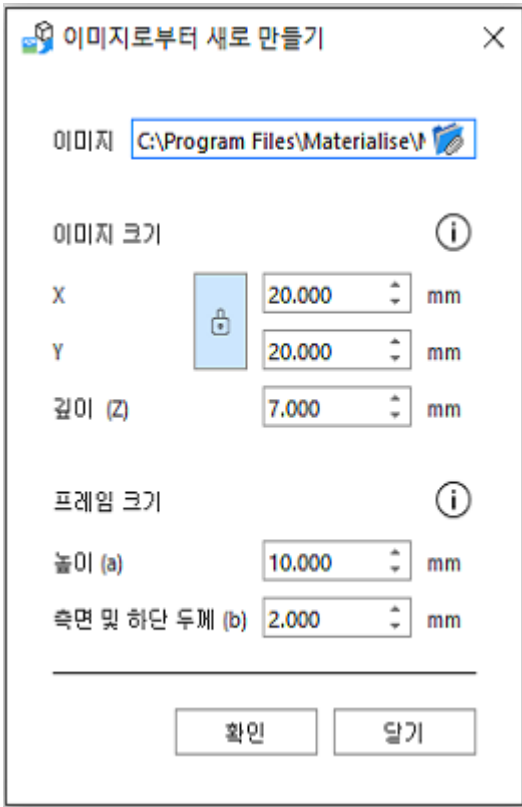 이미지로부터 새로 만들기
이미지 C:\Program Files\Materialise\
이미지 크기
X 20.000 mm
Y 20.000 mm
깊이 (Z) 7.000 mm
프레임 크기
높이 (a) 10.000 mm
측면 및 하단 두께 (b) 2.000 mm
확인 닫기